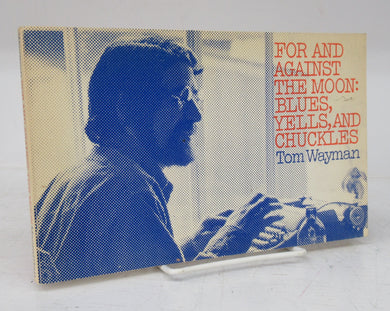 FOR AND
AGAINST
THE MOON:
BLUES,
YELLS, AND
CHUCKLES
Tom Wayman